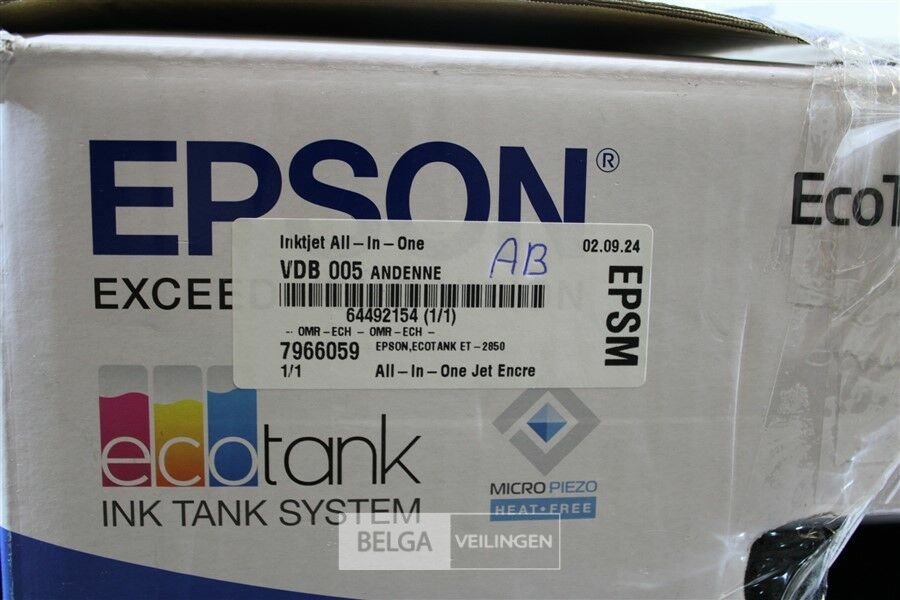 EPSON®
EcoT
EXCEED
Inktjet All-In-One
AB
02.09.24
VDB 005 ANDENNE
64492154 (1/1)
-- OMR-ECH - OMR-ECH -
7966059 EPSON,ECOTANK ET-2850
1/1 All-In-One Jet Encre
EPSM
ecotank
INK TANK SYSTEM
MICRO PIEZO
HEAT•FREE
BELGA VEILINGEN